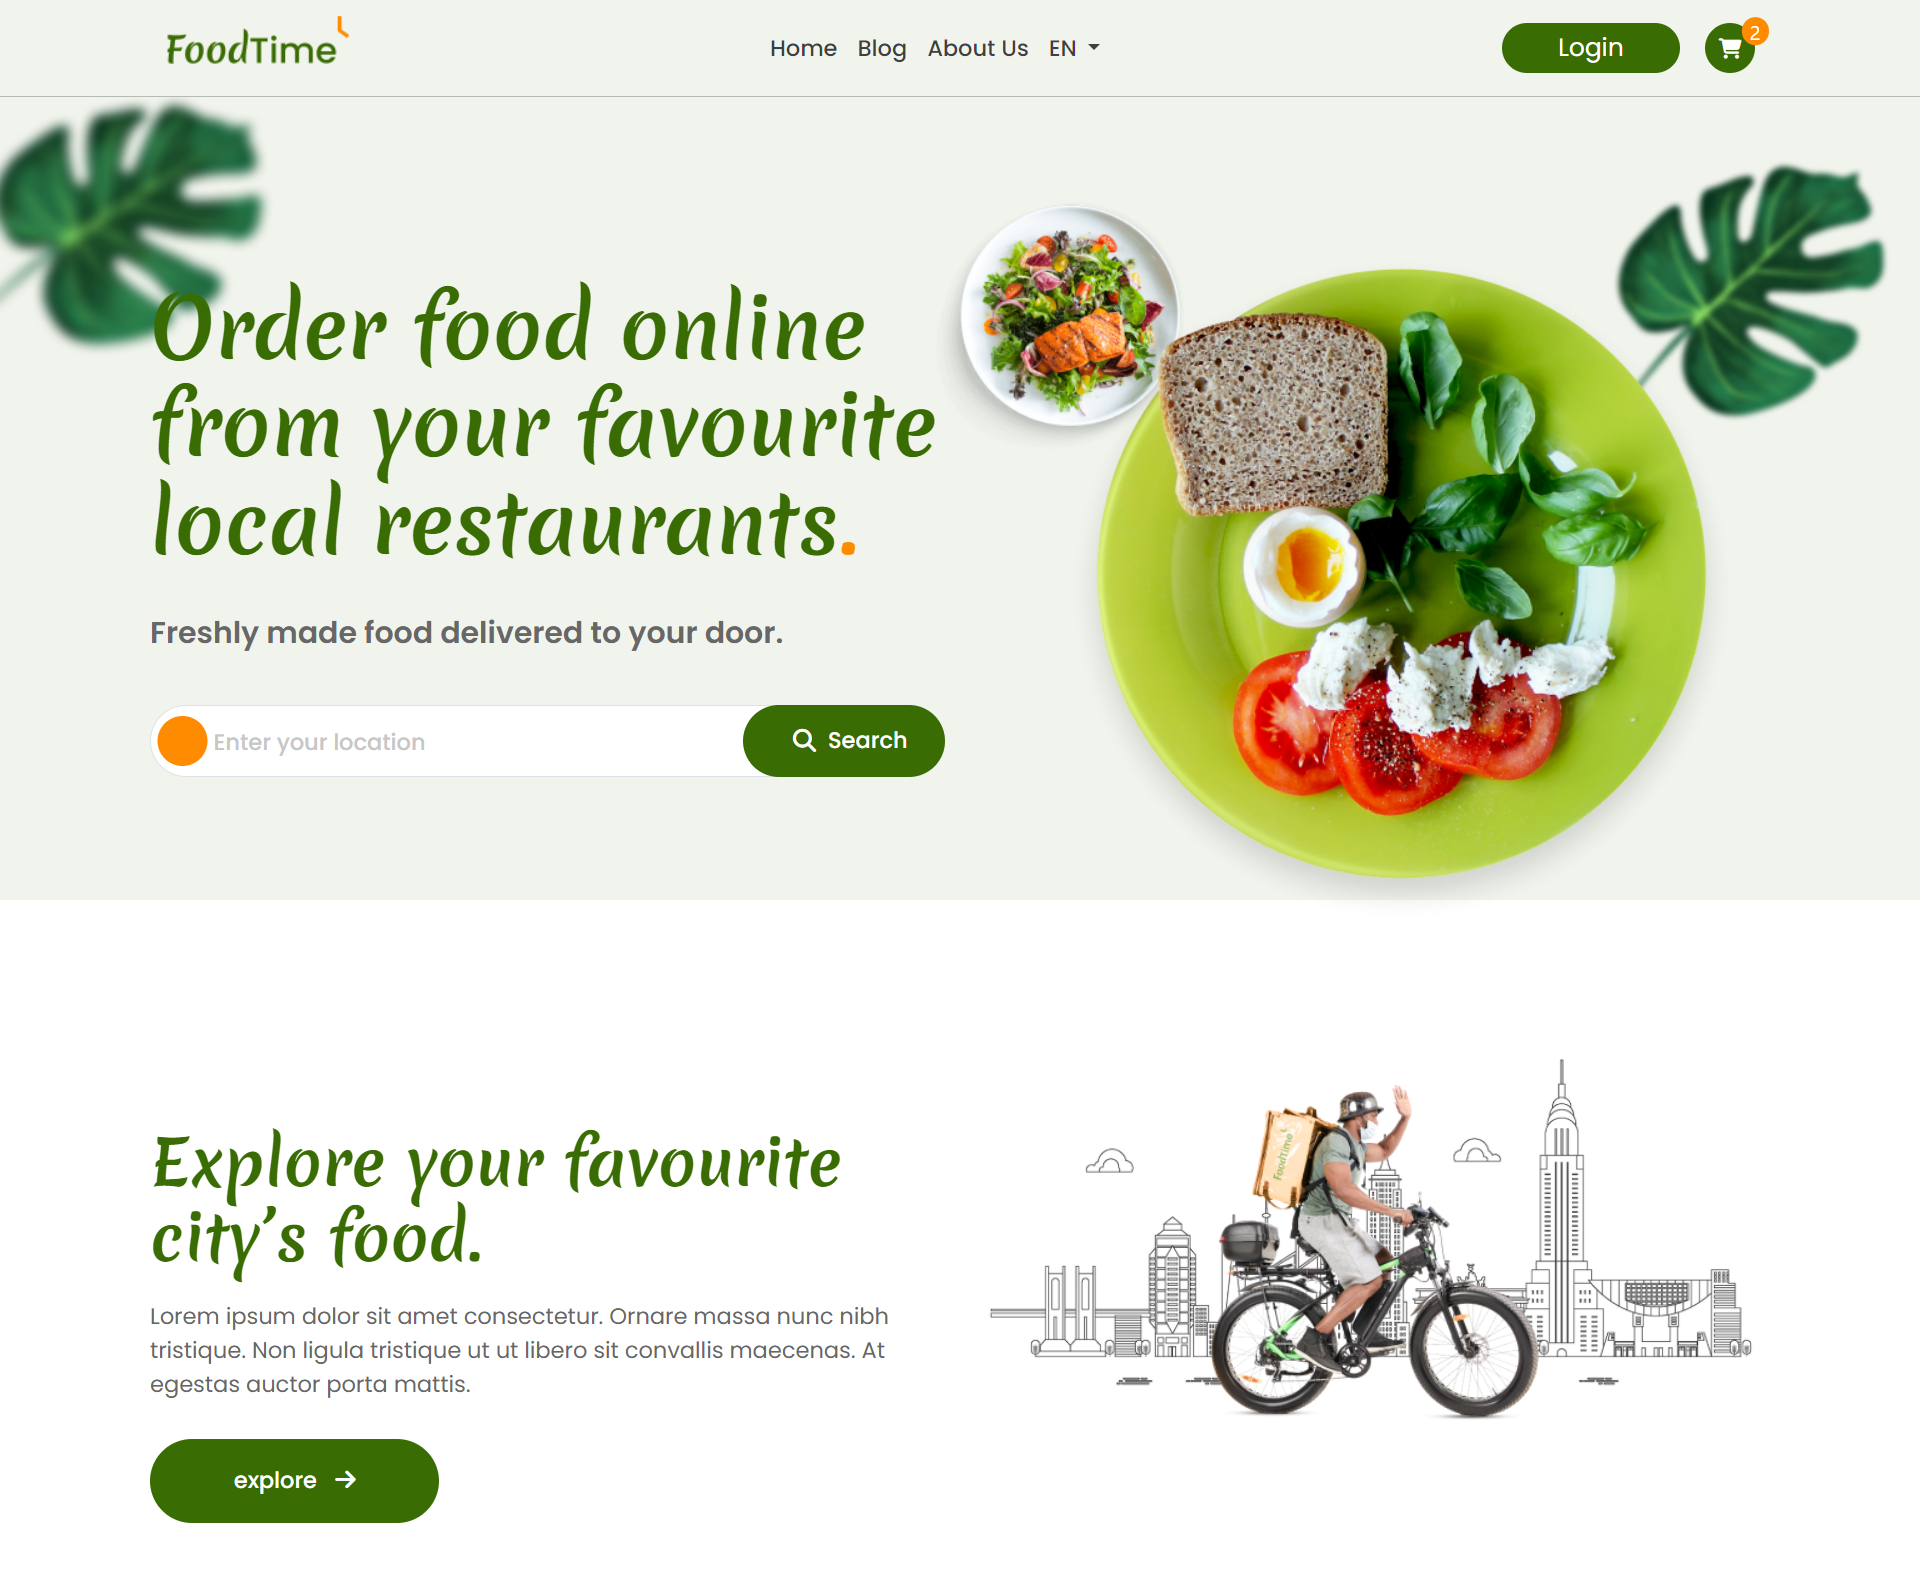 FoodTime
Home Blog About Us EN
Login
2
Order food online
from your favourite
local restaurants.
Freshly made food delivered to your door.
Enter your location
Search
Explore your favourite
city’s food.
FoodTime
Lorem ipsum dolor sit amet consectetur. Ornare massa nunc nibh
tristique. Non ligula tristique ut ut libero sit convallis maecenas. At
egestas auctor porta mattis.
explore